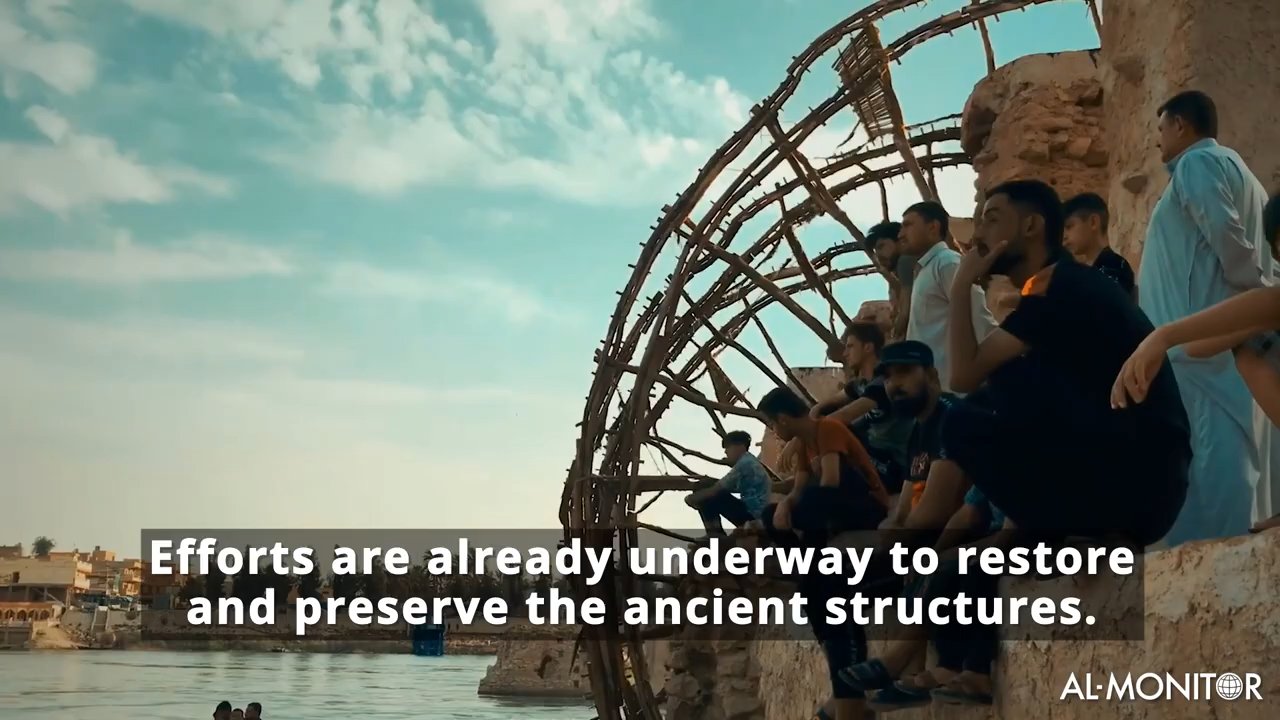 Efforts are already underway to restore
and preserve the ancient structures.
AL-MONITOR